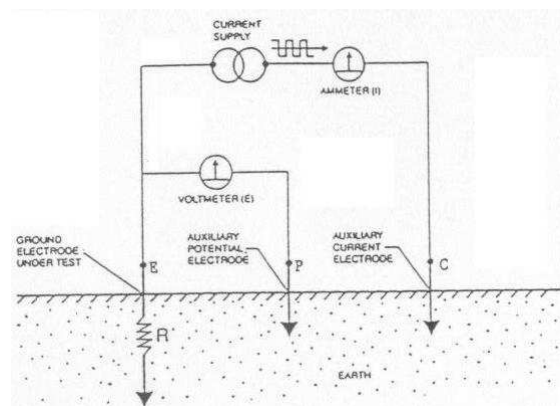 CURRENT
SUPPLY
AMMETER (I)
VOLTMETER (E)
GROUND
ELECTRODE
UNDER TEST
E
AUXILIARY
POTENTIAL
ELECTRODE
P
AUXILIARY
CURRENT
ELECTRODE
C
R
EARTH